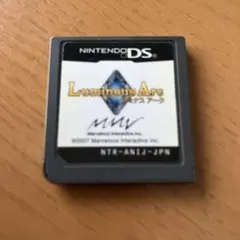 NINTENDO DS
Luminous Arc
ルミナス アーク
Marvelous Interactive Inc.
©2007 Marvelous Interactive Inc.
NTR-ANIJ-JPN